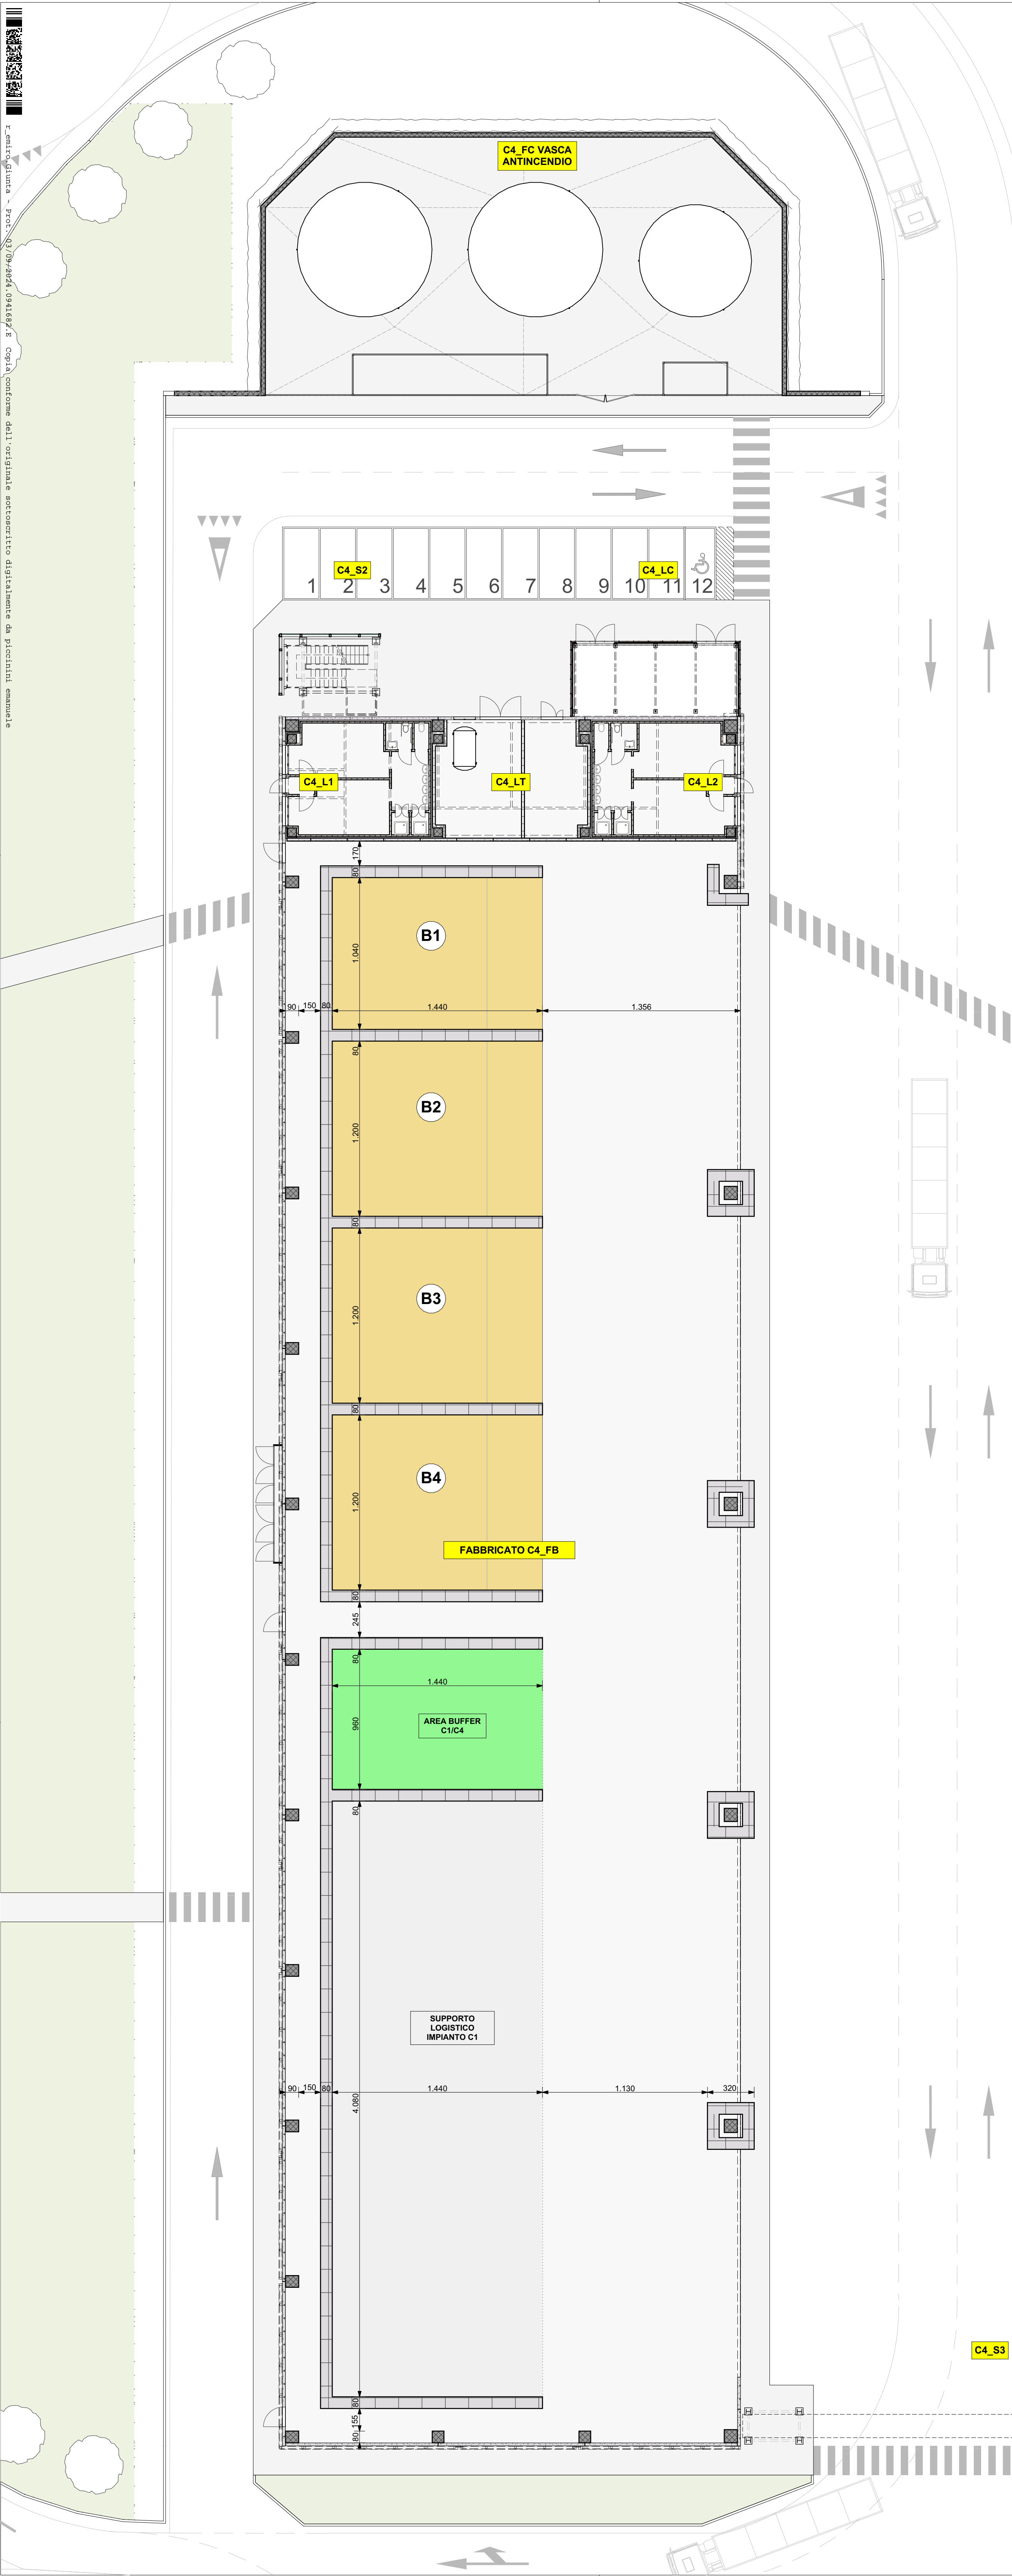 r_emiro.Giunta - Prot. 03/09/2024.0941682.E   Copia conforme dell'originale sottoscritto digitalmente da piccinini emanuele
C4_FC VASCA
ANTINCENDIO
C4_S2
C4_LC
1 2 3 4 5 6 7 8 9 10 11 12
C4_L1
C4_LT
C4_L2
170
80
B1
1.040
90 150 80 1.440 1.356
80
B2
1.200
80
B3
1.200
80
B4
1.200
FABBRICATO C4_FB
80
245
80
1.440
AREA BUFFER
C1/C4
960
80
SUPPORTO
LOGISTICO
IMPIANTO C1
90 150 80 1.440 1.130 320
4.080
C4_S3
80
155
80